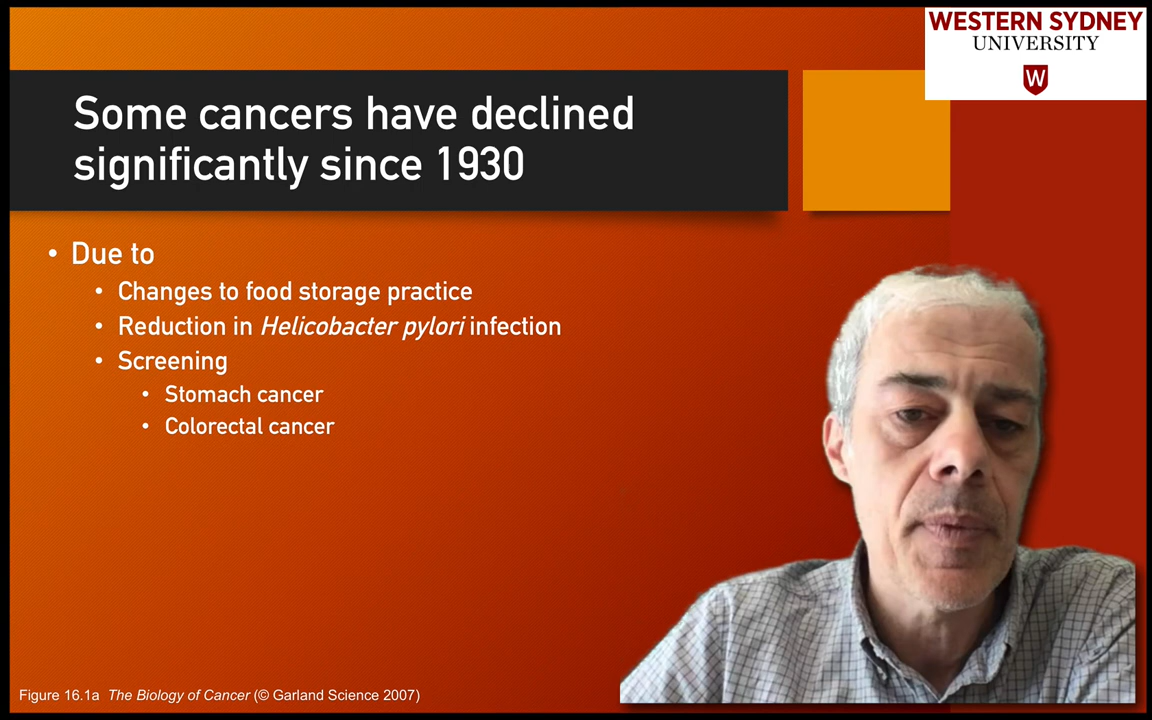 WESTERN SYDNEY
UNIVERSITY
W
Some cancers have declined
significantly since 1930
• Due to
• Changes to food storage practice
• Reduction in Helicobacter pylori infection
• Screening
• Stomach cancer
• Colorectal cancer
Figure 16.1a The Biology of Cancer (© Garland Science 2007)